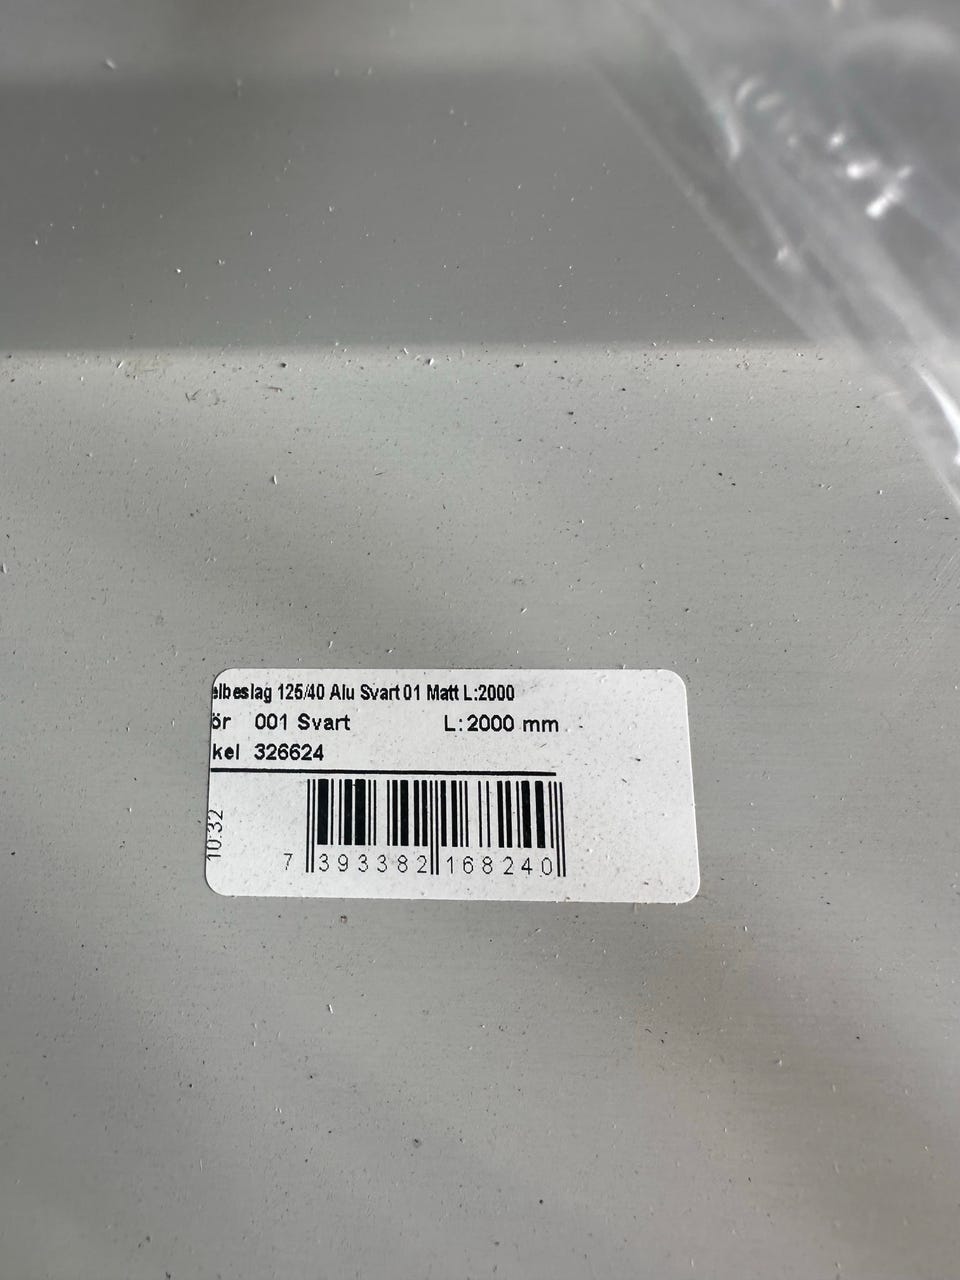 elbeslag 125/40 Alu Svart 01 Matt L:2000
ör 001 Svart L: 2000 mm
kel 326624
10:32
7 393382 168240